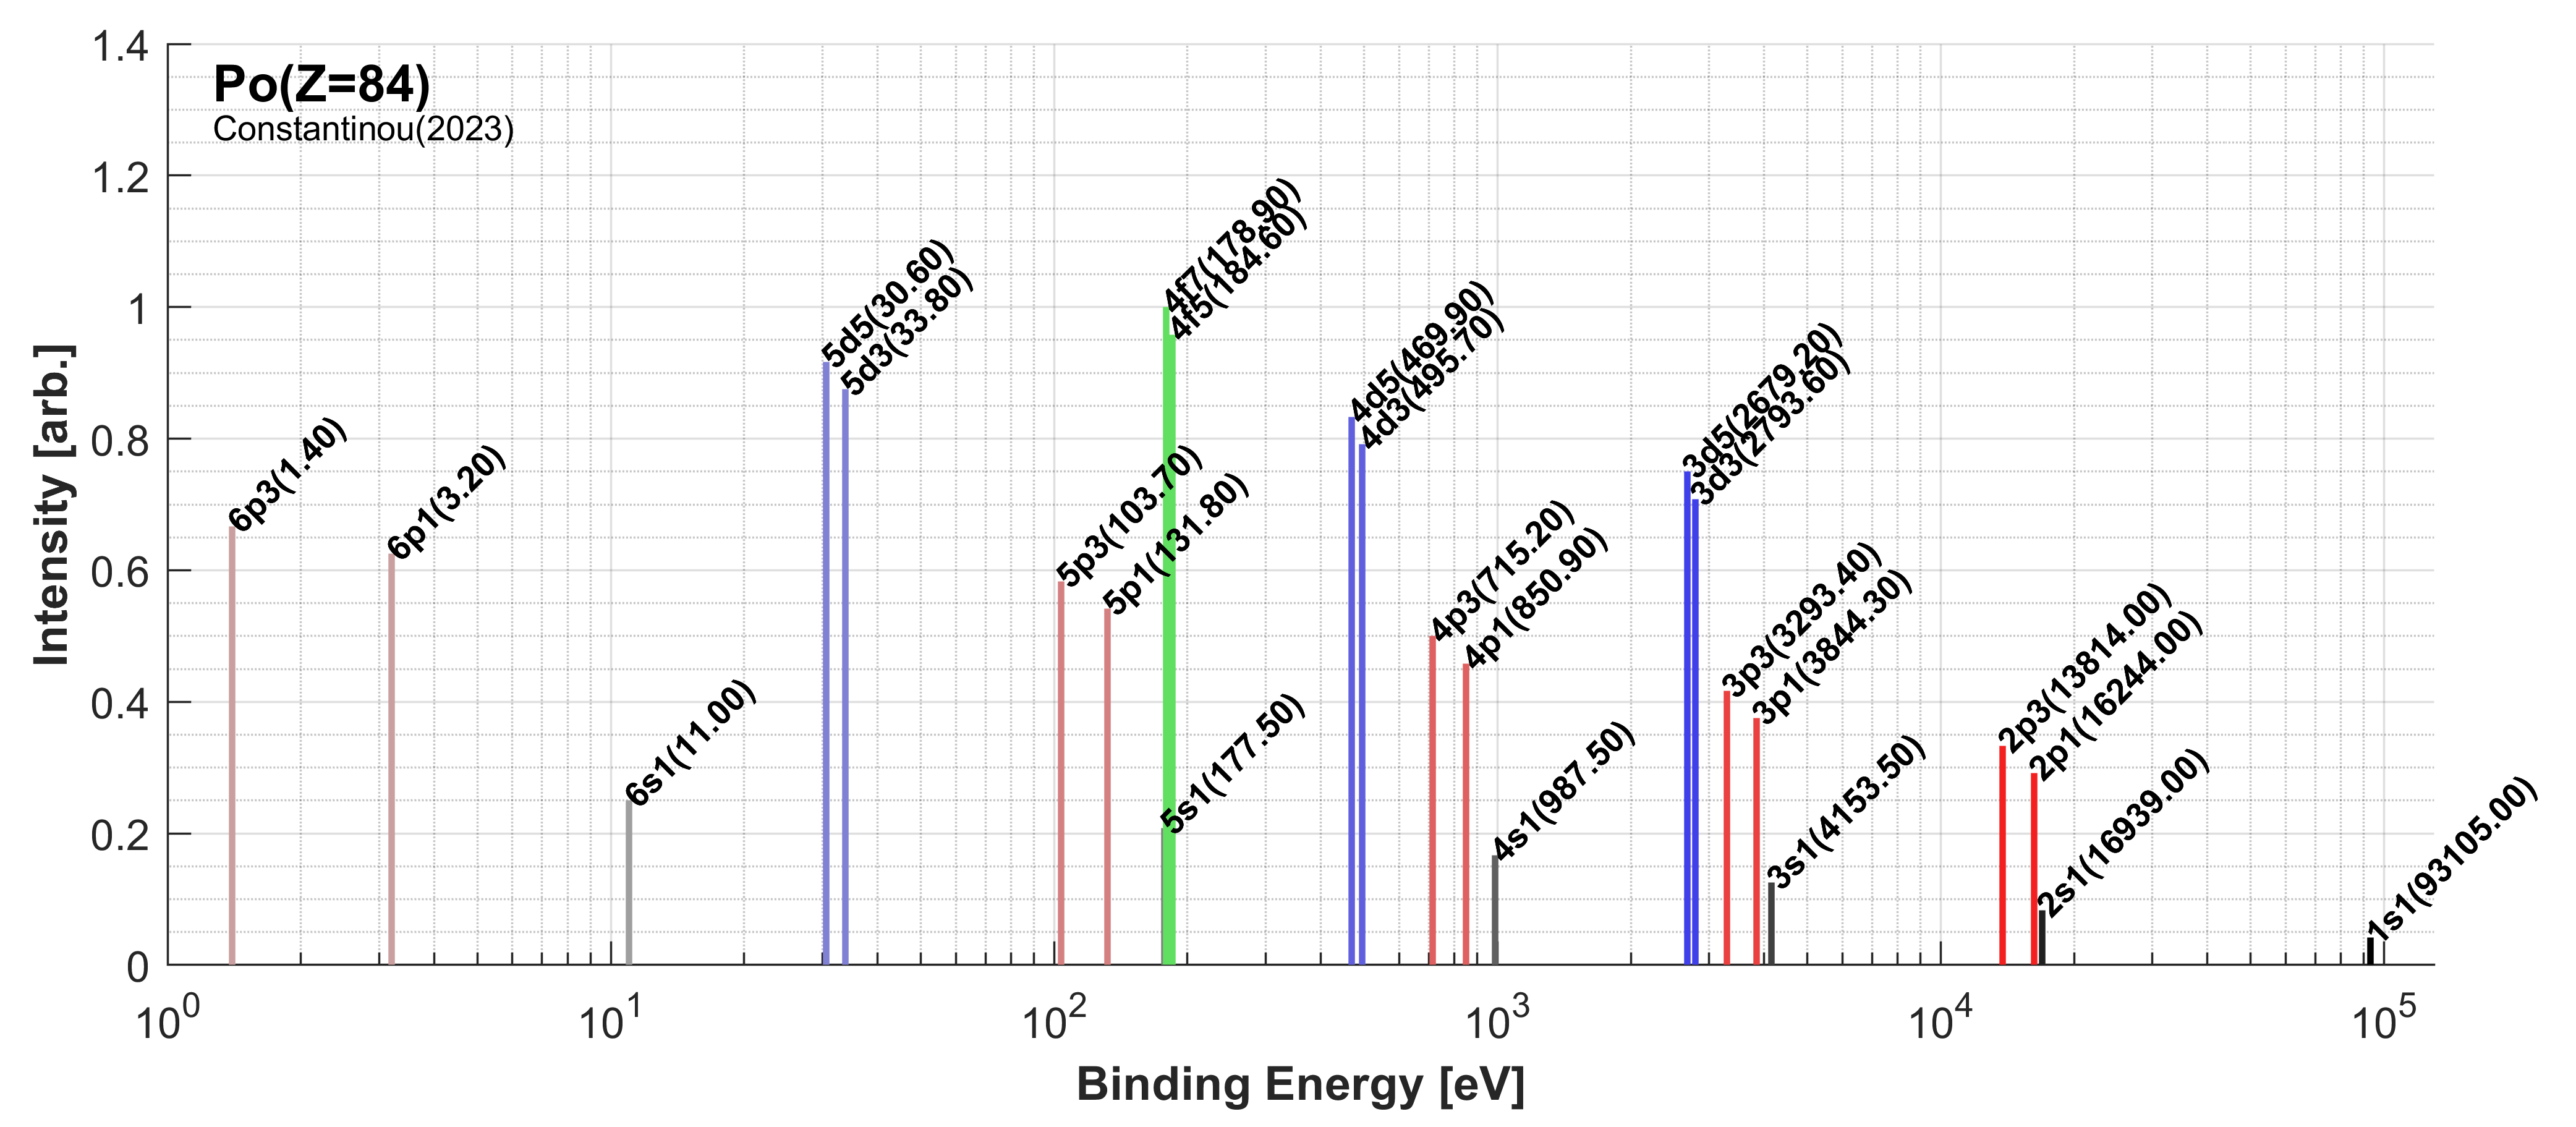 Po(Z=84)
Constantinou(2023)
Intensity [arb.]
1.4
1.2
1
0.8
0.6
0.4
0.2
0
6p3(1.40)
6p1(3.20)
6s1(11.00)
5d5(30.60)
5d3(33.80)
5p3(103.70)
5p1(131.80)
5s1(177.50)
4f7(178.90)
4f5(184.60)
4d5(469.90)
4d3(495.70)
4p3(715.20)
4p1(850.90)
4s1(987.50)
3d5(2679.20)
3d3(2793.60)
3p3(3293.40)
3p1(3844.30)
3s1(4153.50)
2p3(13814.00)
2p1(16244.00)
2s1(16939.00)
1s1(93105.00)
10^0 10^1 10^2 10^3 10^4 10^5
Binding Energy [eV]